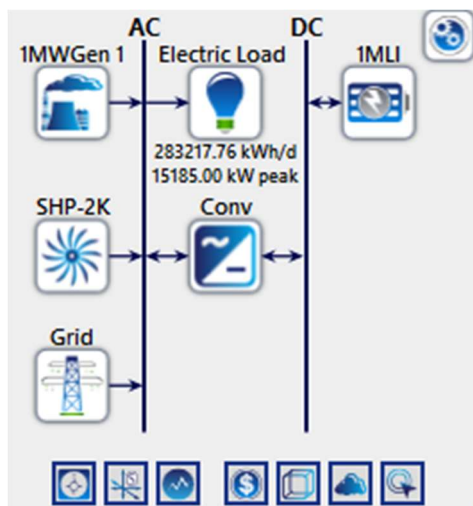 AC DC
1MWGen 1 Electric Load 1MLI
283217.76 kWh/d
15185.00 kW peak
SHP-2K Conv
Grid